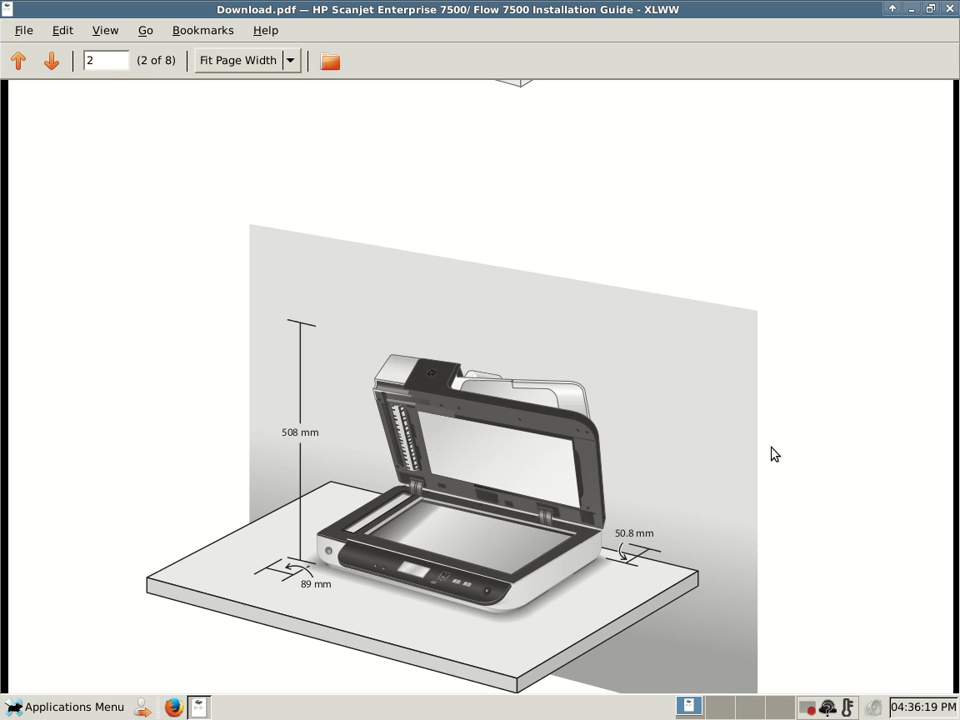 Download.pdf — HP Scanjet Enterprise 7500/ Flow 7500 Installation Guide - XLWW
File Edit View Go Bookmarks Help
2 (2 of 8) Fit Page Width
508 mm
50.8 mm
89 mm
Applications Menu
04:36:19 PM